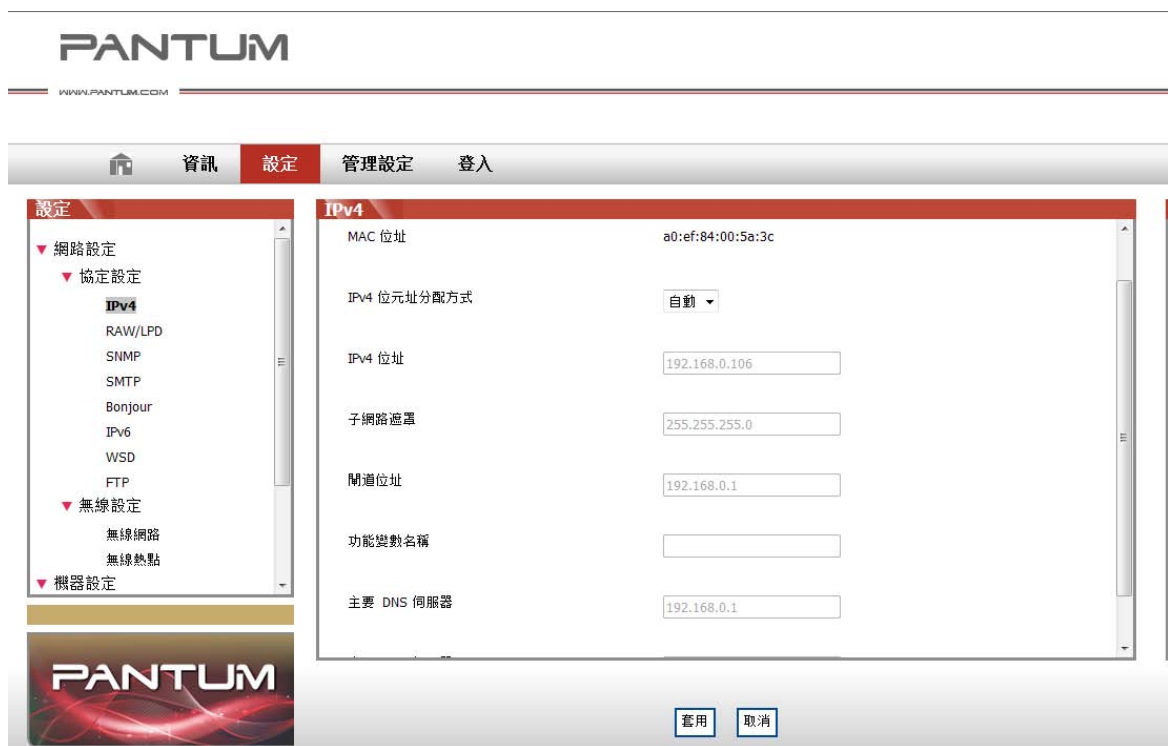 PANTUM
WWW.PANTUM.COM
資訊 設定 管理設定 登入
設定
網路設定
協定設定
IPv4
RAW/LPD
SNMP
SMTP
Bonjour
IPv6
WSD
FTP
無線設定
無線網路
無線熱點
機器設定
IPv4
MAC 位址 a0:ef:84:00:5a:3c
IPv4 位元址分配方式 自動
IPv4 位址 192.168.0.106
子網路遮罩 255.255.255.0
閘道位址 192.168.0.1
功能變數名稱
主要 DNS 伺服器 192.168.0.1
套用 取消
PANTUM